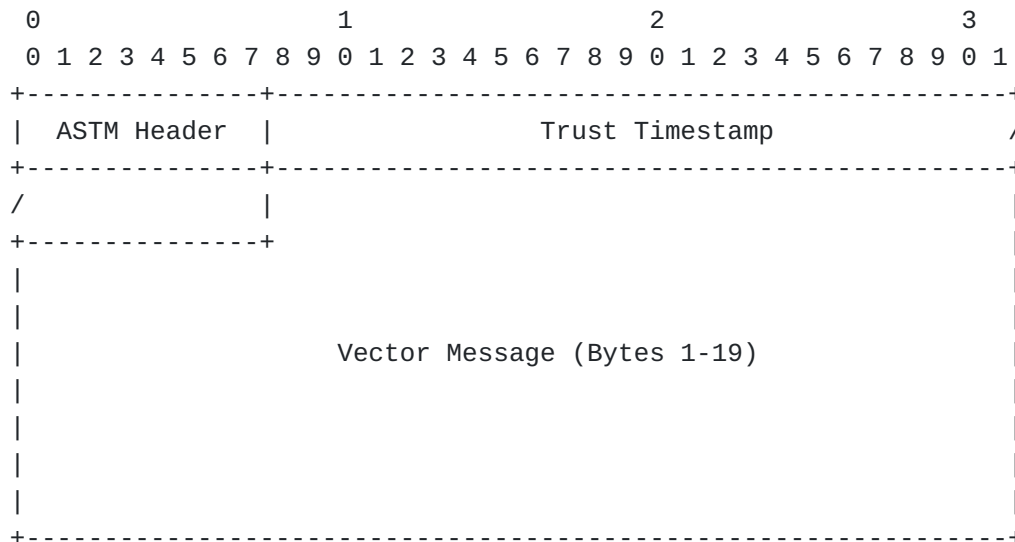 0                   1                   2                   3
 0 1 2 3 4 5 6 7 8 9 0 1 2 3 4 5 6 7 8 9 0 1 2 3 4 5 6 7 8 9 0 1
+---------------+-----------------------------------------------+
|  ASTM Header  |                 Trust Timestamp               /
+---------------+-----------------------------------------------+
/               |                                               |
+---------------+                                               |
|                                                               |
|                                                               |
|                    Vector Message (Bytes 1-19)                |
|                                                               |
|                                                               |
|                                                               |
|                                                               |
+---------------------------------------------------------------+